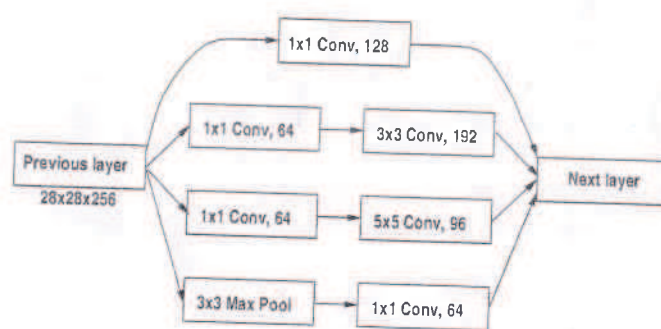 1x1 Conv, 128
1x1 Conv, 64
3x3 Conv, 192
Previous layer
28x28x256
Next layer
1x1 Conv, 64
5x5 Conv, 96
3x3 Max Pool
1x1 Conv, 64